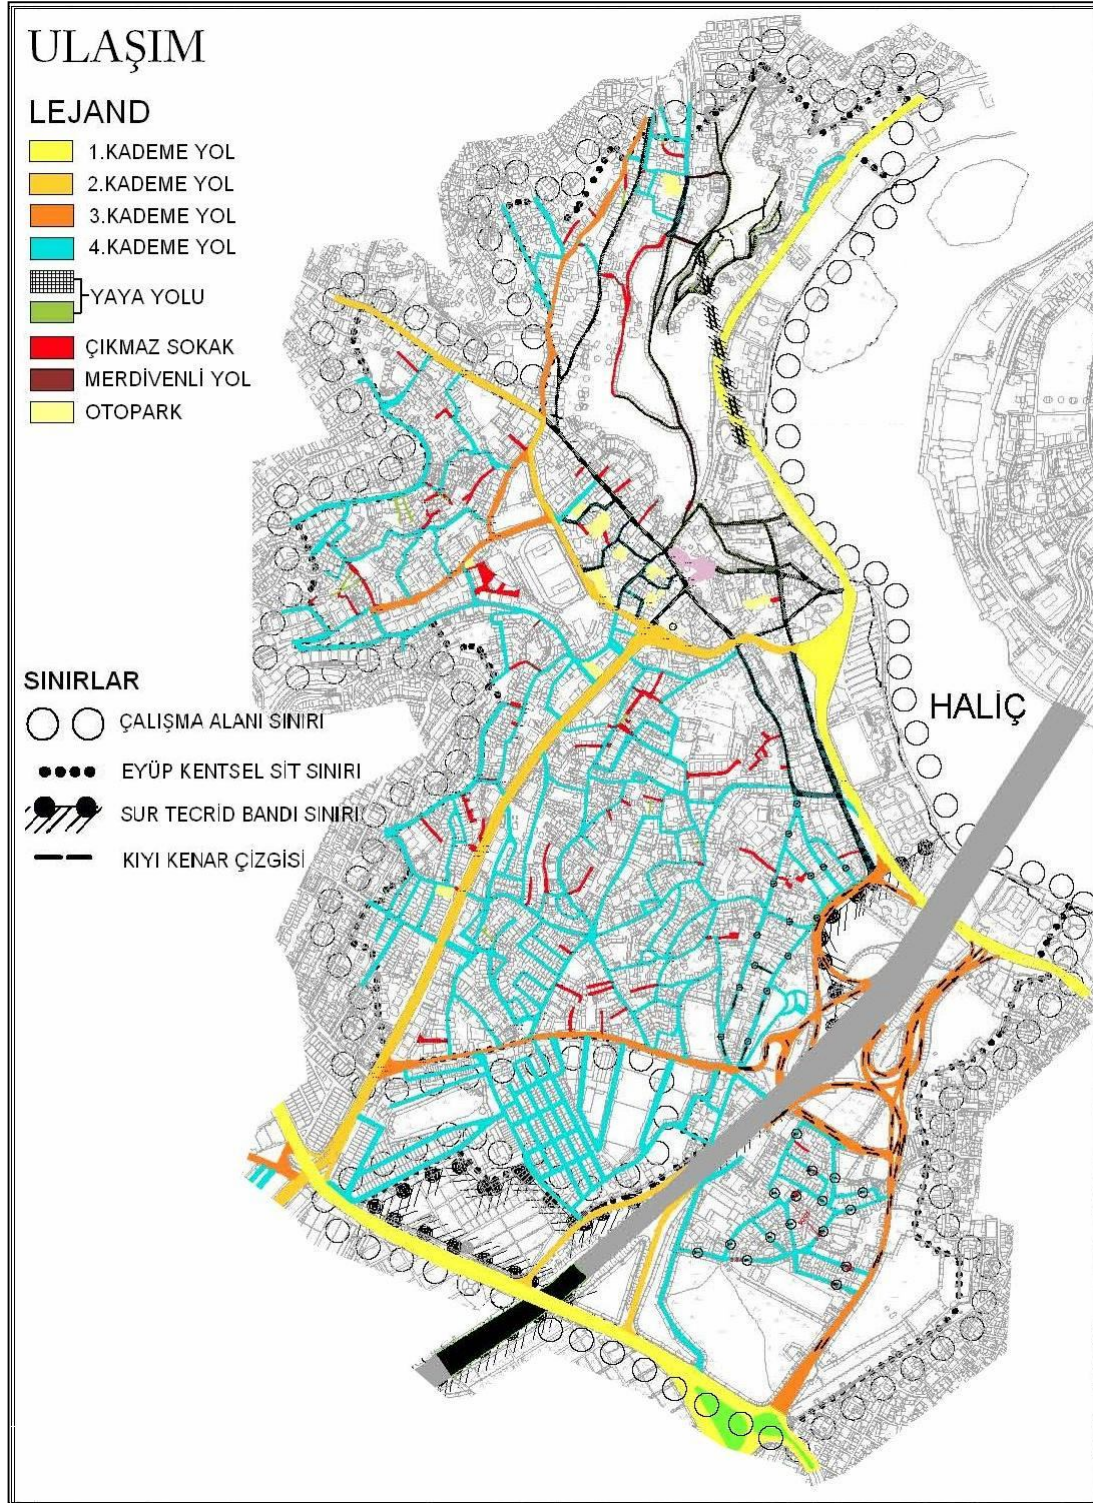 ULAŞIM
LEJAND
1.KADEME YOL
2.KADEME YOL
3.KADEME YOL
4.KADEME YOL
YAYA YOLU
ÇIKMAZ SOKAK
MERDİVENLİ YOL
OTOPARK
SINIRLAR
ÇALIŞMA ALANI SINIRI
EYÜP KENTSEL SİT SINIRI
SUR TECRİD BANDI SINIRI
KIYI KENAR ÇİZGİSİ
HALİÇ